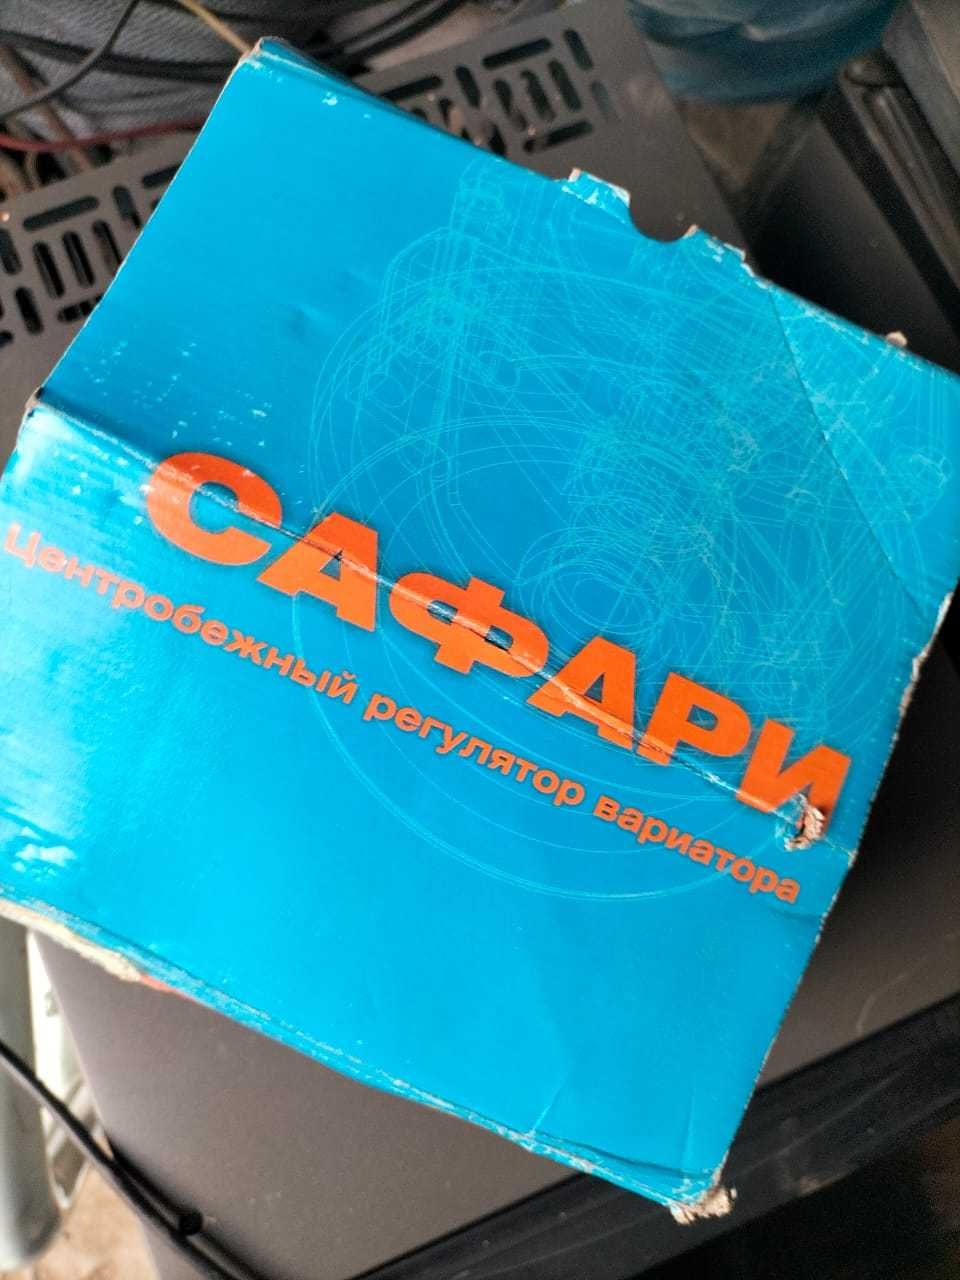 САФАРИ
Центробежный регулятор вариатора